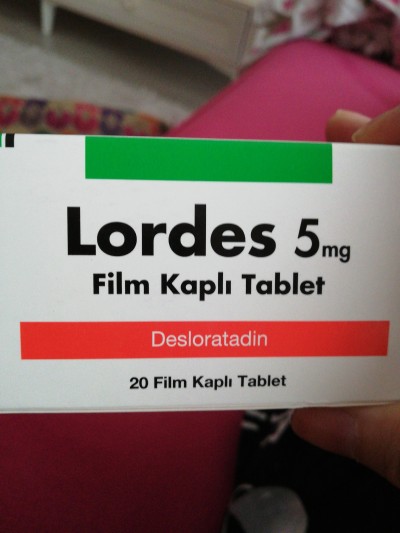 Lordes 5mg
Film Kaplı Tablet
Desloratadin
20 Film Kaplı Tablet